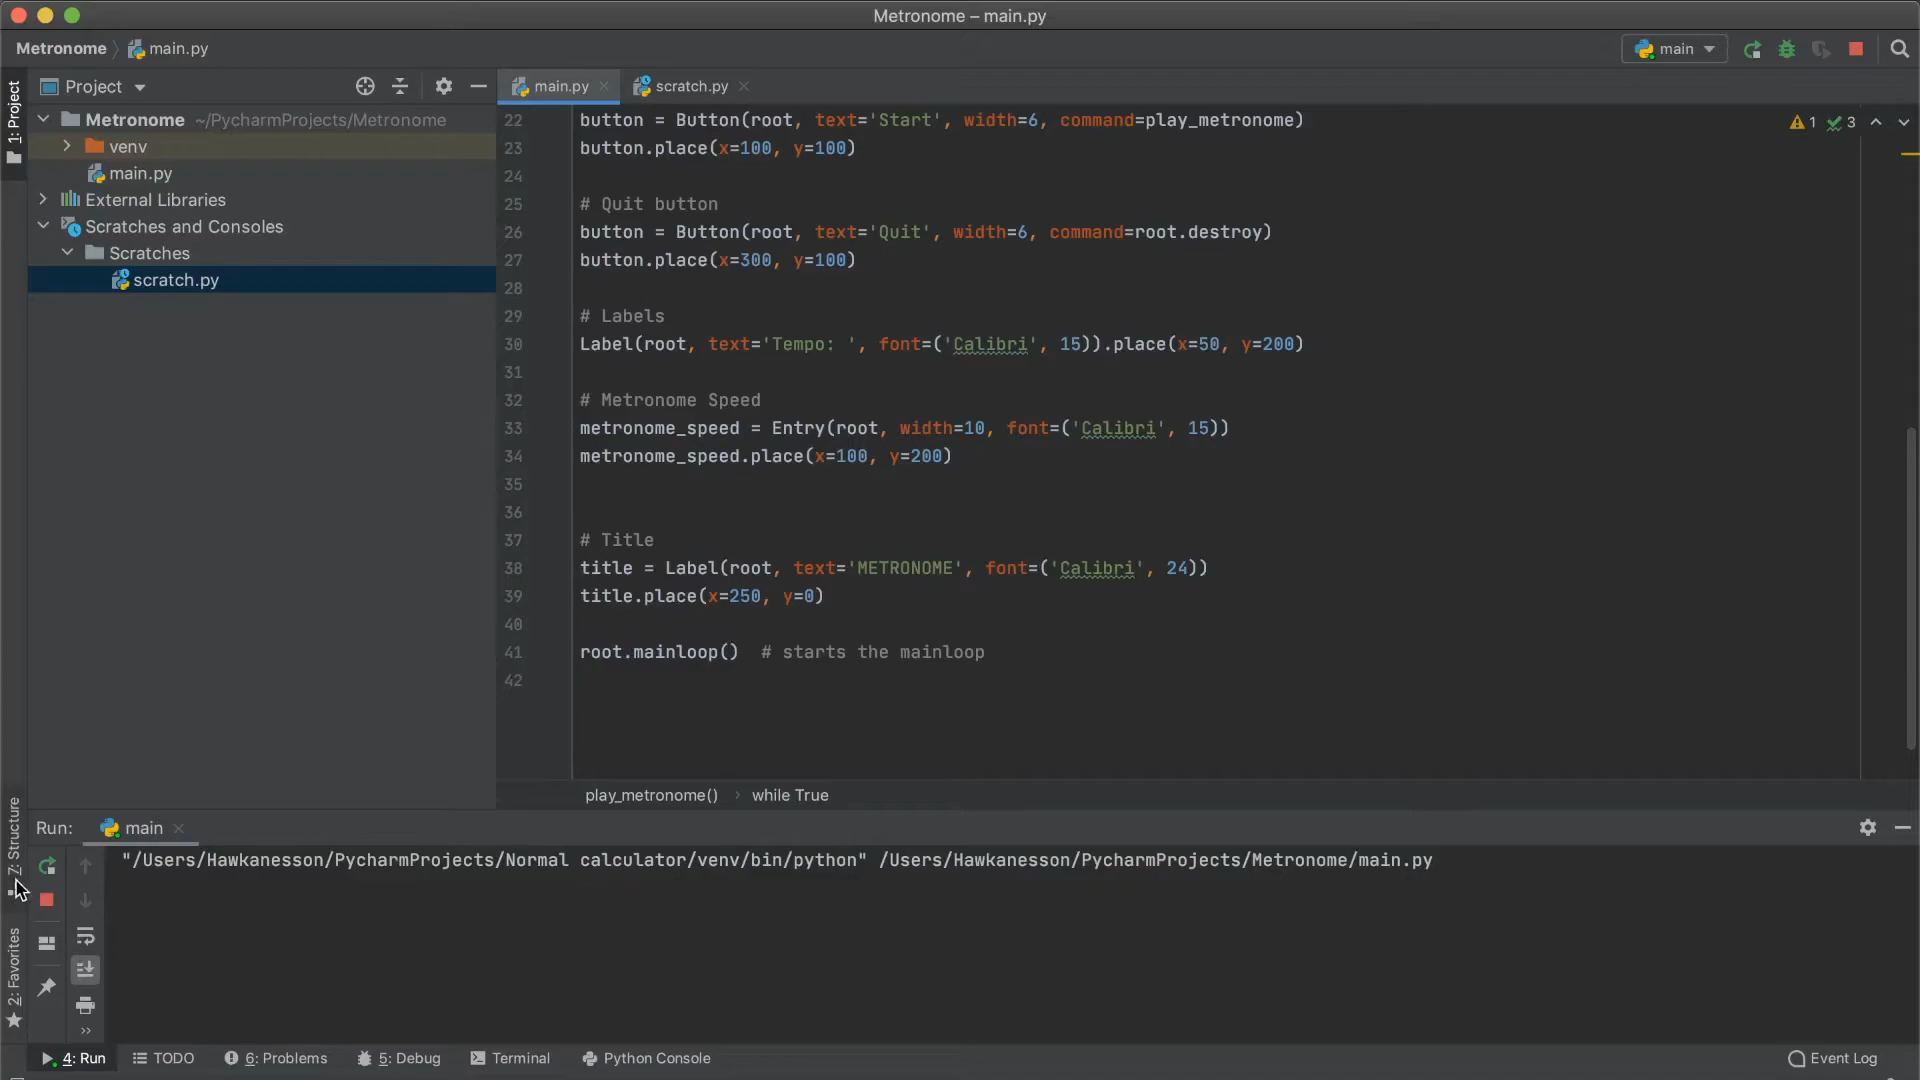 Metronome – main.py
Metronome main.py
main
1: Project
Project
main.py
scratch.py
Metronome ~/PycharmProjects/Metronome
venv
main.py
External Libraries
Scratches and Consoles
Scratches
scratch.py
1 3
22 button = Button(root, text='Start', width=6, command=play_metronome)
23 button.place(x=100, y=100)
24
25 # Quit button
26 button = Button(root, text='Quit', width=6, command=root.destroy)
27 button.place(x=300, y=100)
28
29 # Labels
30 Label(root, text='Tempo: ', font=('Calibri', 15)).place(x=50, y=200)
31
32 # Metronome Speed
33 metronome_speed = Entry(root, width=10, font=('Calibri', 15))
34 metronome_speed.place(x=100, y=200)
35
36
37 # Title
38 title = Label(root, text='METRONOME', font=('Calibri', 24))
39 title.place(x=250, y=0)
40
41 root.mainloop()  # starts the mainloop
42
play_metronome() › while True
7: Structure
2: Favorites
Run: main
"/Users/Hawkanesson/PycharmProjects/Normal calculator/venv/bin/python" /Users/Hawkanesson/PycharmProjects/Metronome/main.py
4: Run TODO 6: Problems 5: Debug Terminal Python Console Event Log